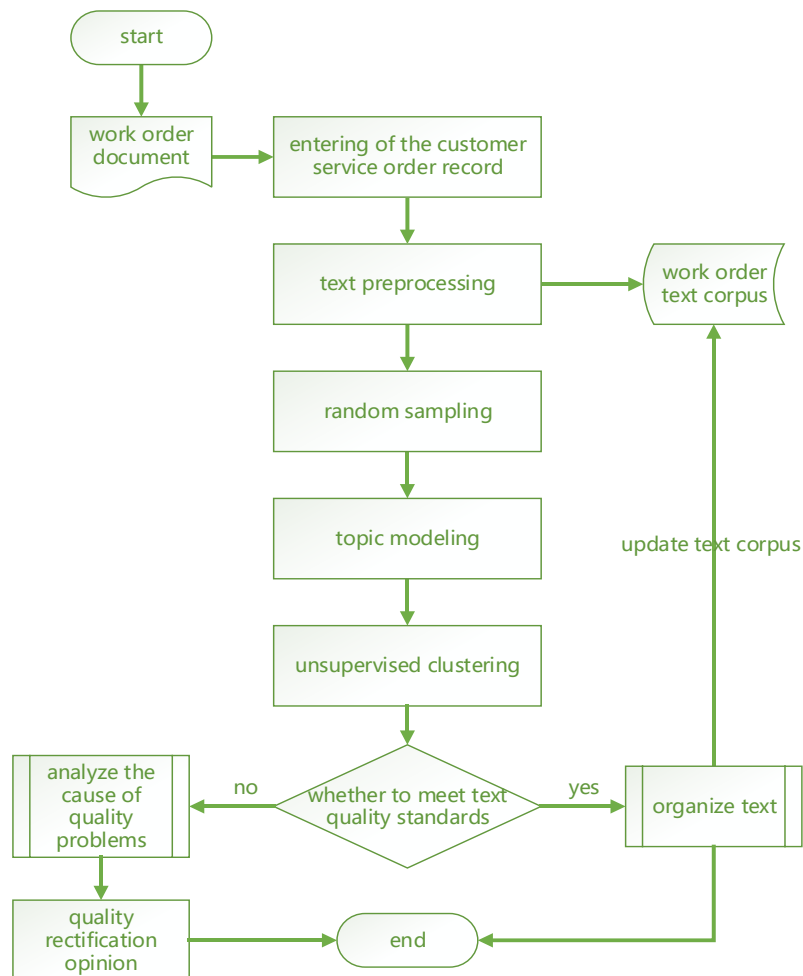 start
work order
document
entering of the customer
service order record
text preprocessing
work order
text corpus
random sampling
topic modeling
update text corpus
unsupervised clustering
analyze the
cause of
quality
problems
no
whether to meet text
quality standards
yes
organize text
quality
rectification
opinion
end